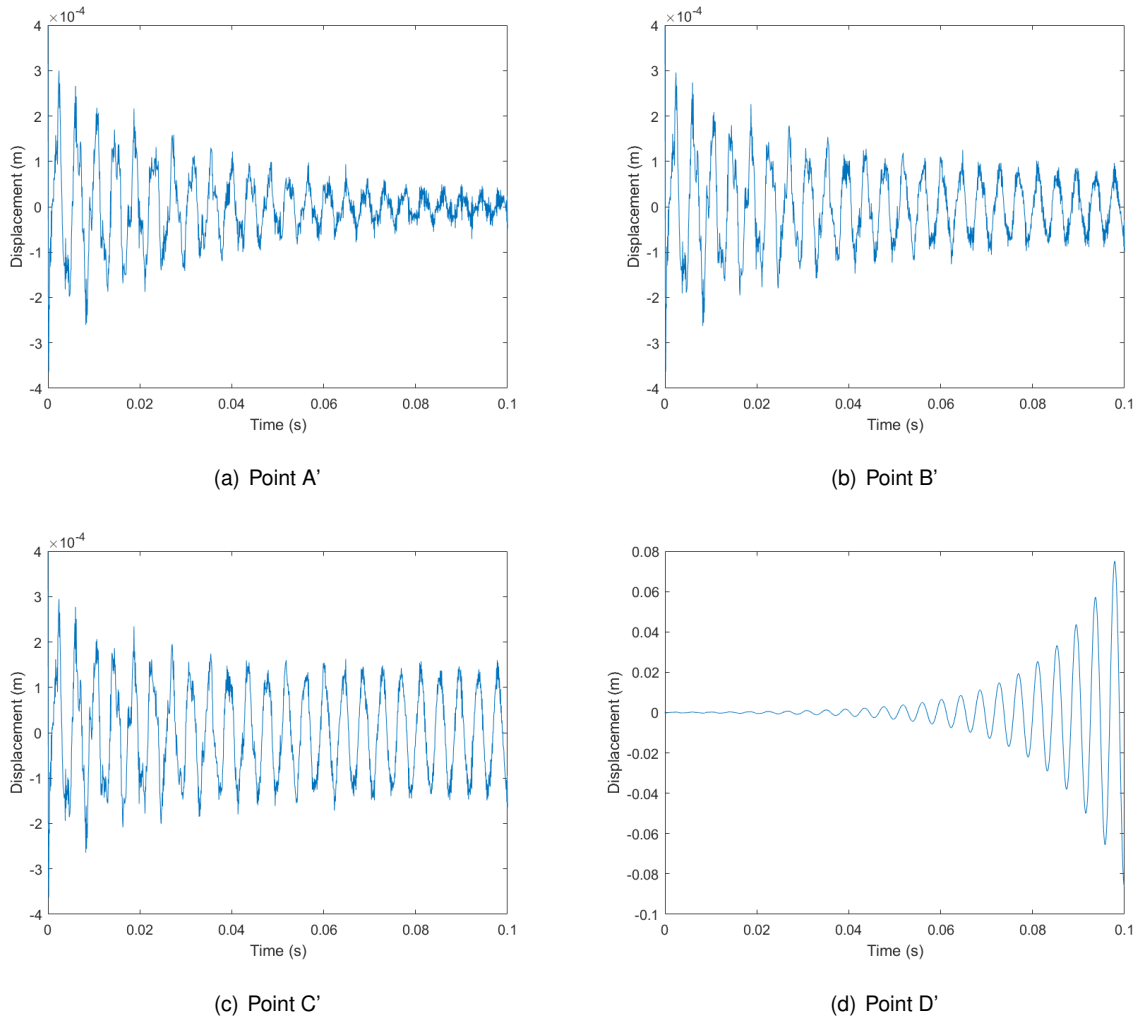 ×10⁻⁴
4
3
2
1
0
-1
-2
-3
-4
Displacement (m)
0 0.02 0.04 0.06 0.08 0.1
Time (s)
(a) Point A'
×10⁻⁴
4
3
2
1
0
-1
-2
-3
-4
Displacement (m)
0 0.02 0.04 0.06 0.08 0.1
Time (s)
(b) Point B'
×10⁻⁴
4
3
2
1
0
-1
-2
-3
-4
Displacement (m)
0 0.02 0.04 0.06 0.08 0.1
Time (s)
(c) Point C'
0.08
0.06
0.04
0.02
0
-0.02
-0.04
-0.06
-0.08
-0.1
Displacement (m)
0 0.02 0.04 0.06 0.08 0.1
Time (s)
(d) Point D'